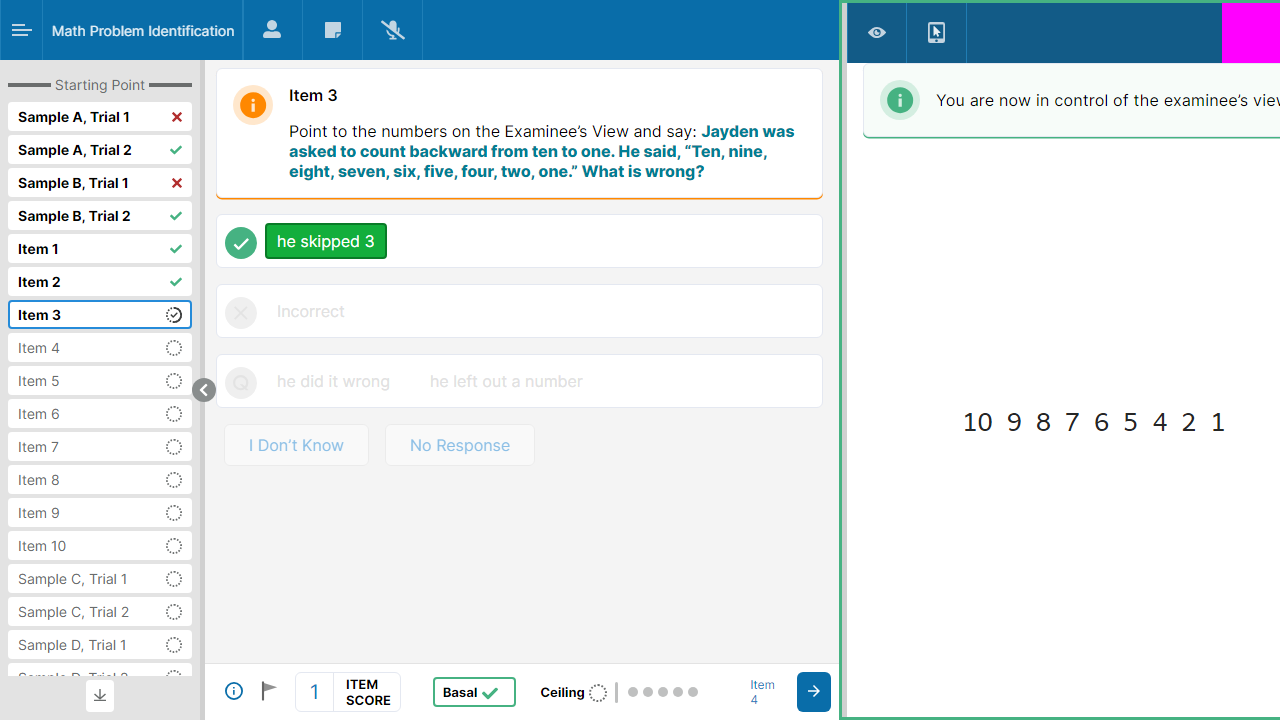 Math Problem Identification
Starting Point
Sample A, Trial 1
Sample A, Trial 2
Sample B, Trial 1
Sample B, Trial 2
Item 1
Item 2
Item 3
Item 4
Item 5
Item 6
Item 7
Item 8
Item 9
Item 10
Sample C, Trial 1
Sample C, Trial 2
Sample D, Trial 1
Item 3
Point to the numbers on the Examinee’s View and say: Jayden was
asked to count backward from ten to one. He said, “Ten, nine,
eight, seven, six, five, four, two, one.” What is wrong?
he skipped 3
Incorrect
Q he did it wrong he left out a number
I Don’t Know No Response
1 ITEM
SCORE
Basal
Ceiling
Item
4
You are now in control of the examinee’s view
10 9 8 7 6 5 4 2 1